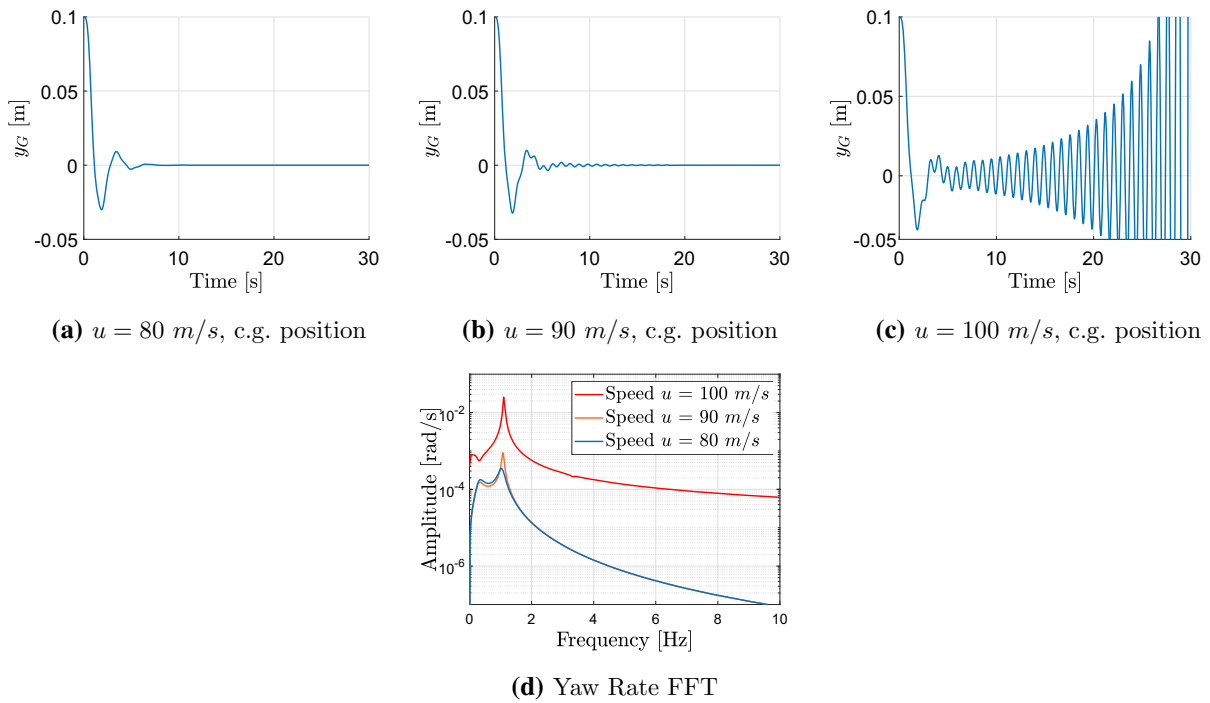 0.1
0.05
0
-0.05
y_G [m]
0 10 20 30
Time [s]
(a) u = 80 m/s, c.g. position
0.1
0.05
0
-0.05
y_G [m]
0 10 20 30
Time [s]
(b) u = 90 m/s, c.g. position
0.1
0.05
0
-0.05
y_G [m]
0 10 20 30
Time [s]
(c) u = 100 m/s, c.g. position
Speed u = 100 m/s
Speed u = 90 m/s
Speed u = 80 m/s
10^-2
10^-4
10^-6
Amplitude [rad/s]
0 2 4 6 8 10
Frequency [Hz]
(d) Yaw Rate FFT